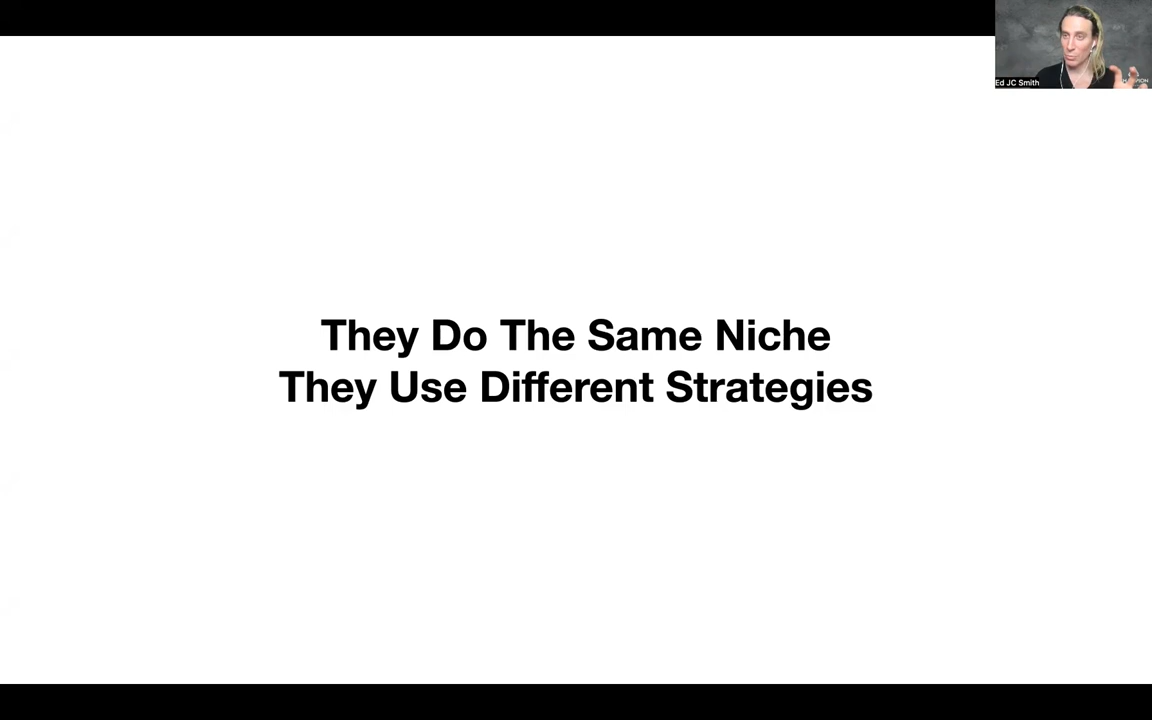 Ed JC Smith
They Do The Same Niche
They Use Different Strategies